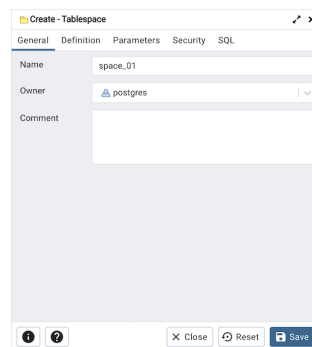 Create - Tablespace
General Definition Parameters Security SQL
Name space_01
Owner postgres
Comment
Close Reset Save